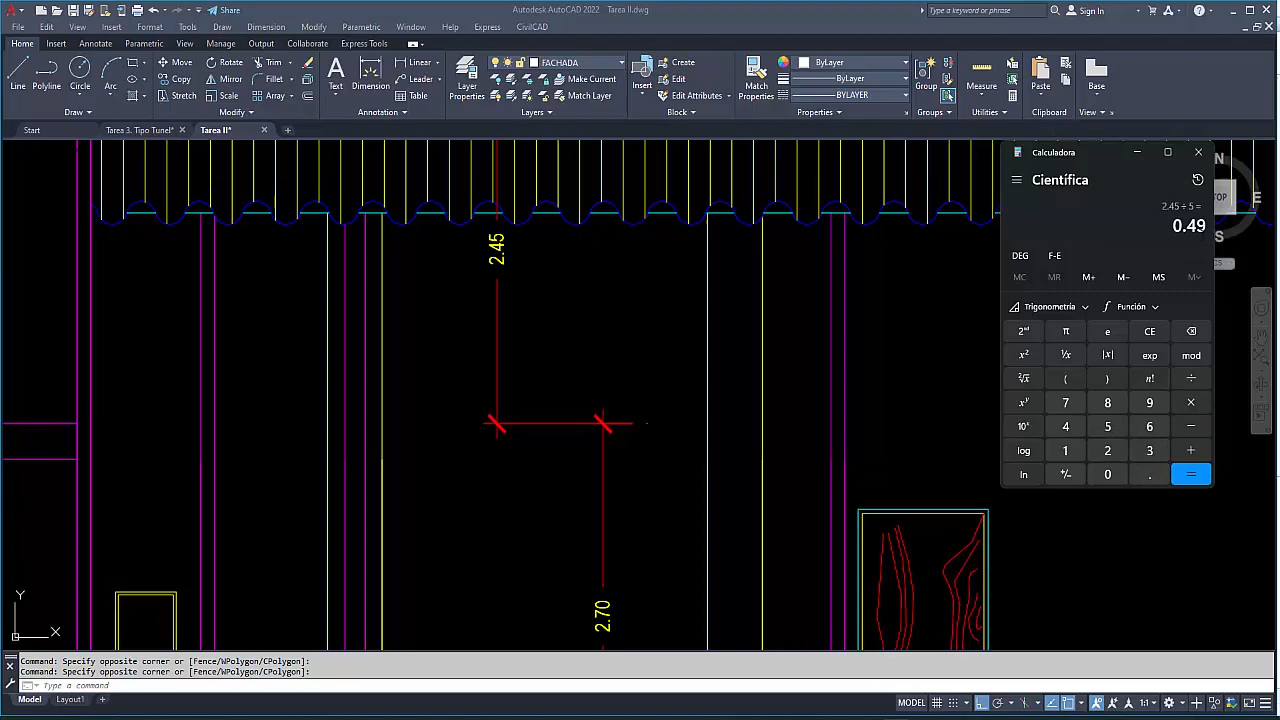 Share
Autodesk AutoCAD 2022 Tarea II.dwg
Type a keyword or phrase
Sign In
File Edit View Insert Format Tools Draw Dimension Modify Parametric Window Help Express CivilCAD
Home Insert Annotate Parametric View Manage Output Collaborate Express Tools
Line Polyline Circle Arc
Move Rotate Trim
Copy Mirror Fillet
Stretch Scale Array
Text Dimension
Linear
Leader
Table
Layer Properties
FACHADA
Make Current
Match Layer
Insert
Create
Edit
Edit Attributes
Match Properties
ByLayer
ByLayer
BYLAYER
Group
Measure
Paste
Base
Draw Modify Annotation Layers Block Properties Groups Utilities Clipboard View
Start Tarea 3. Tipo Tunel* Tarea II*
2.45
2.70
Calculadora
Científica
2.45 ÷ 5 =
0.49
DEG F-E
MC MR M+ M- MS M˅
Trigonometría Función
2ⁿᵈ π e CE
x² ¹/x |x| exp mod
²√x ( ) n! ÷
xʸ 7 8 9 ×
10ˣ 4 5 6 −
log 1 2 3 +
ln +/- 0 . =
N
TOP
E
S
Y
X
Command: Specify opposite corner or [Fence/WPolygon/CPolygon]:
Command: Specify opposite corner or [Fence/WPolygon/CPolygon]:
Type a command
Model Layout1 +
MODEL
1:1